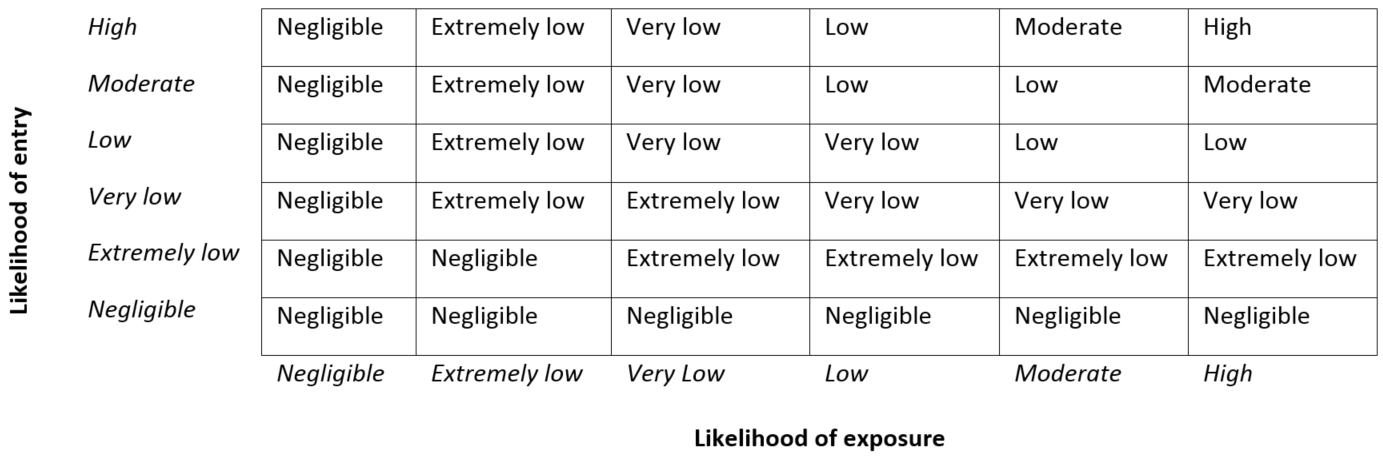 High Negligible Extremely low Very low Low Moderate High
Moderate Negligible Extremely low Very low Low Low Moderate
Low Negligible Extremely low Very low Very low Low Low
Very low Negligible Extremely low Extremely low Very low Very low Very low
Extremely low Negligible Negligible Extremely low Extremely low Extremely low Extremely low
Negligible Negligible Negligible Negligible Negligible Negligible Negligible
Negligible Extremely low Very Low Low Moderate High
Likelihood of entry
Likelihood of exposure